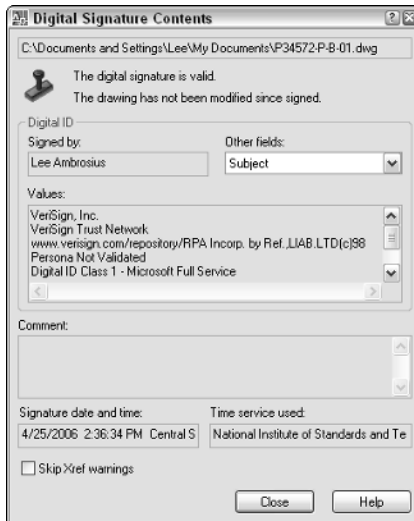 Digital Signature Contents
C:\Documents and Settings\Lee\My Documents\P34572-P-B-01.dwg
The digital signature is valid.
The drawing has not been modified since signed.
Digital ID
Signed by:
Other fields:
Lee Ambrosius
Subject
Values:
VeriSign, Inc.
VeriSign Trust Network
www.verisign.com/repository/RPA Incorp. by Ref.,LIAB.LTD(c)98
Persona Not Validated
Digital ID Class 1 - Microsoft Full Service
Comment:
Signature date and time:
Time service used:
4/25/2006 2:36:34 PM Central S
National Institute of Standards and Te
Skip Xref warnings
Close
Help